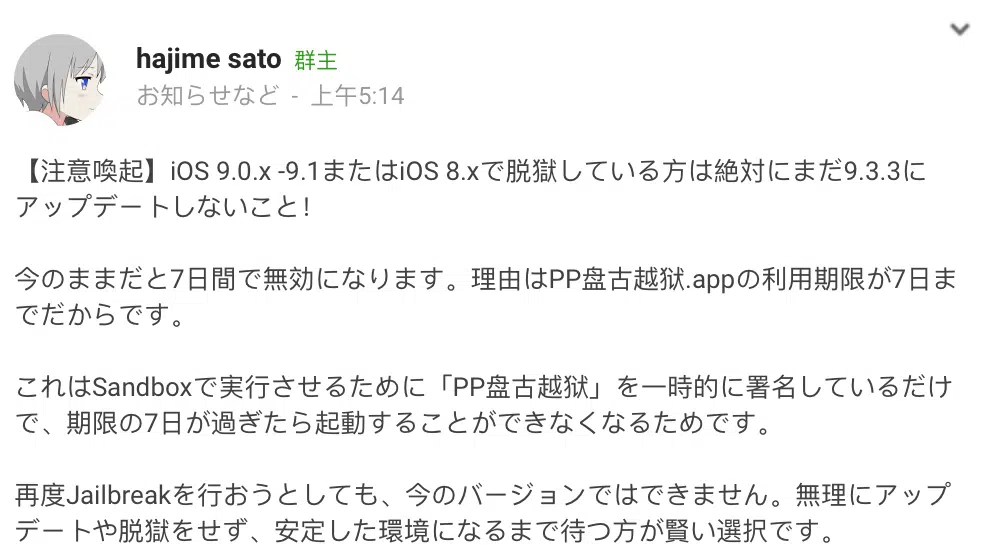 hajime sato 群主
お知らせなど - 上午5:14
【注意喚起】iOS 9.0.x -9.1またはiOS 8.xで脱獄している方は絶対にまだ9.3.3に
アップデートしないこと!
今のままだと7日間で無効になります。理由はPP盘古越狱.appの利用期限が7日ま
でだからです。
これはSandboxで実行させるために「PP盘古越狱」を一時的に署名しているだけ
で、期限の7日が過ぎたら起動することができなくなるためです。
再度Jailbreakを行おうとしても、今のバージョンではできません。無理にアップ
デートや脱獄をせず、安定した環境になるまで待つ方が賢い選択です。